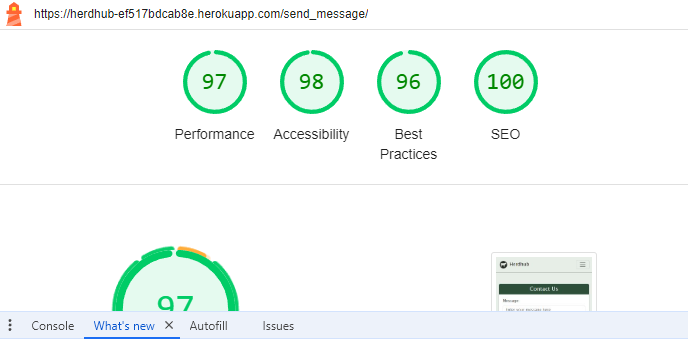 https://herdhub-ef517bdcab8e.herokuapp.com/send_message/
97 98 96 100
Performance Accessibility Best Practices SEO
97
Herdhub
Contact Us
Message
Console What's new Autofill Issues